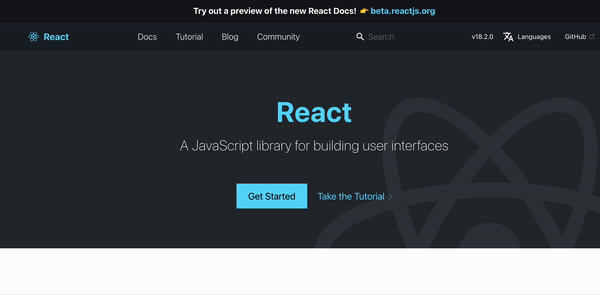 Try out a preview of the new React Docs! 👉 beta.reactjs.org
React Docs Tutorial Blog Community Search v18.2.0 Languages GitHub
React
A JavaScript library for building user interfaces
Get Started Take the Tutorial